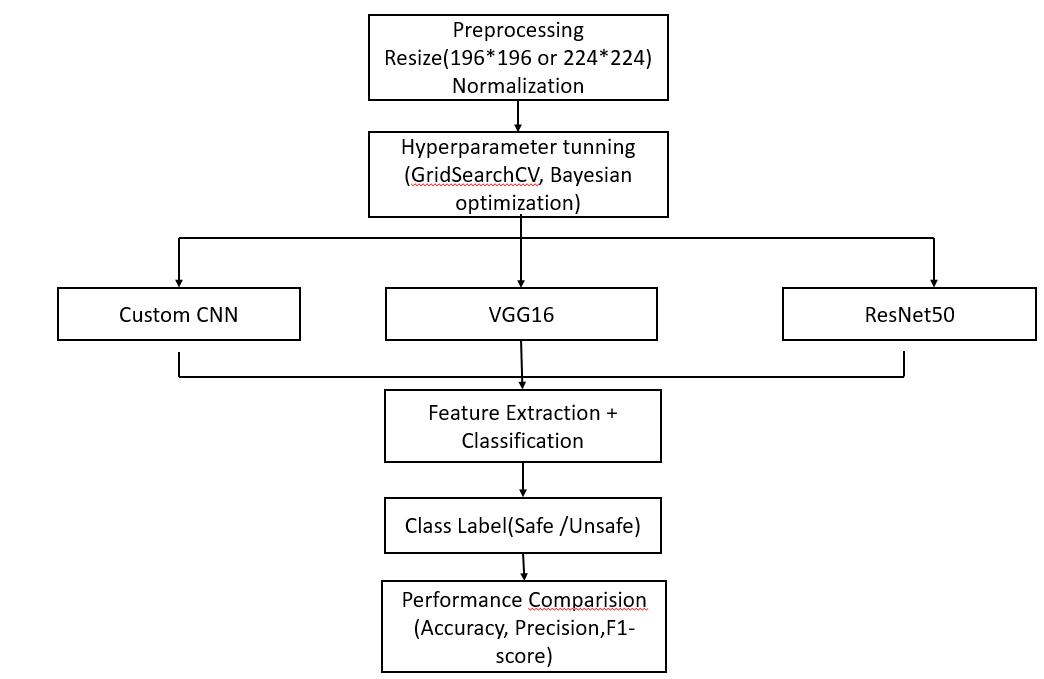 Preprocessing
Resize(196*196 or 224*224)
Normalization
Hyperparameter tunning
(GridSearchCV, Bayesian
optimization)
Custom CNN
VGG16
ResNet50
Feature Extraction +
Classification
Class Label(Safe /Unsafe)
Performance Comparision
(Accuracy, Precision,F1-
score)